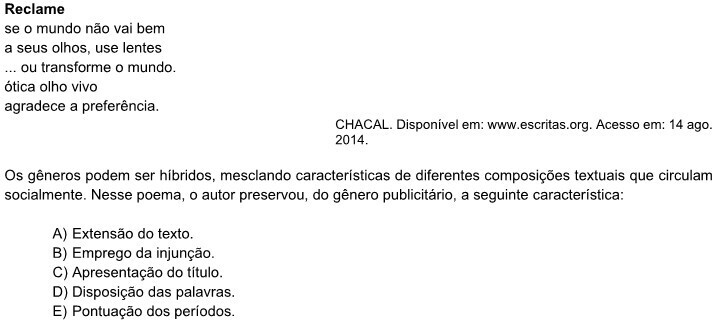 Reclame
se o mundo não vai bem
a seus olhos, use lentes
... ou transforme o mundo.
ótica olho vivo
agradece a preferência.
CHACAL. Disponível em: www.escritas.org. Acesso em: 14 ago.
2014.
Os gêneros podem ser híbridos, mesclando características de diferentes composições textuais que circulam
socialmente. Nesse poema, o autor preservou, do gênero publicitário, a seguinte característica:
A) Extensão do texto.
B) Emprego da injunção.
C) Apresentação do título.
D) Disposição das palavras.
E) Pontuação dos períodos.